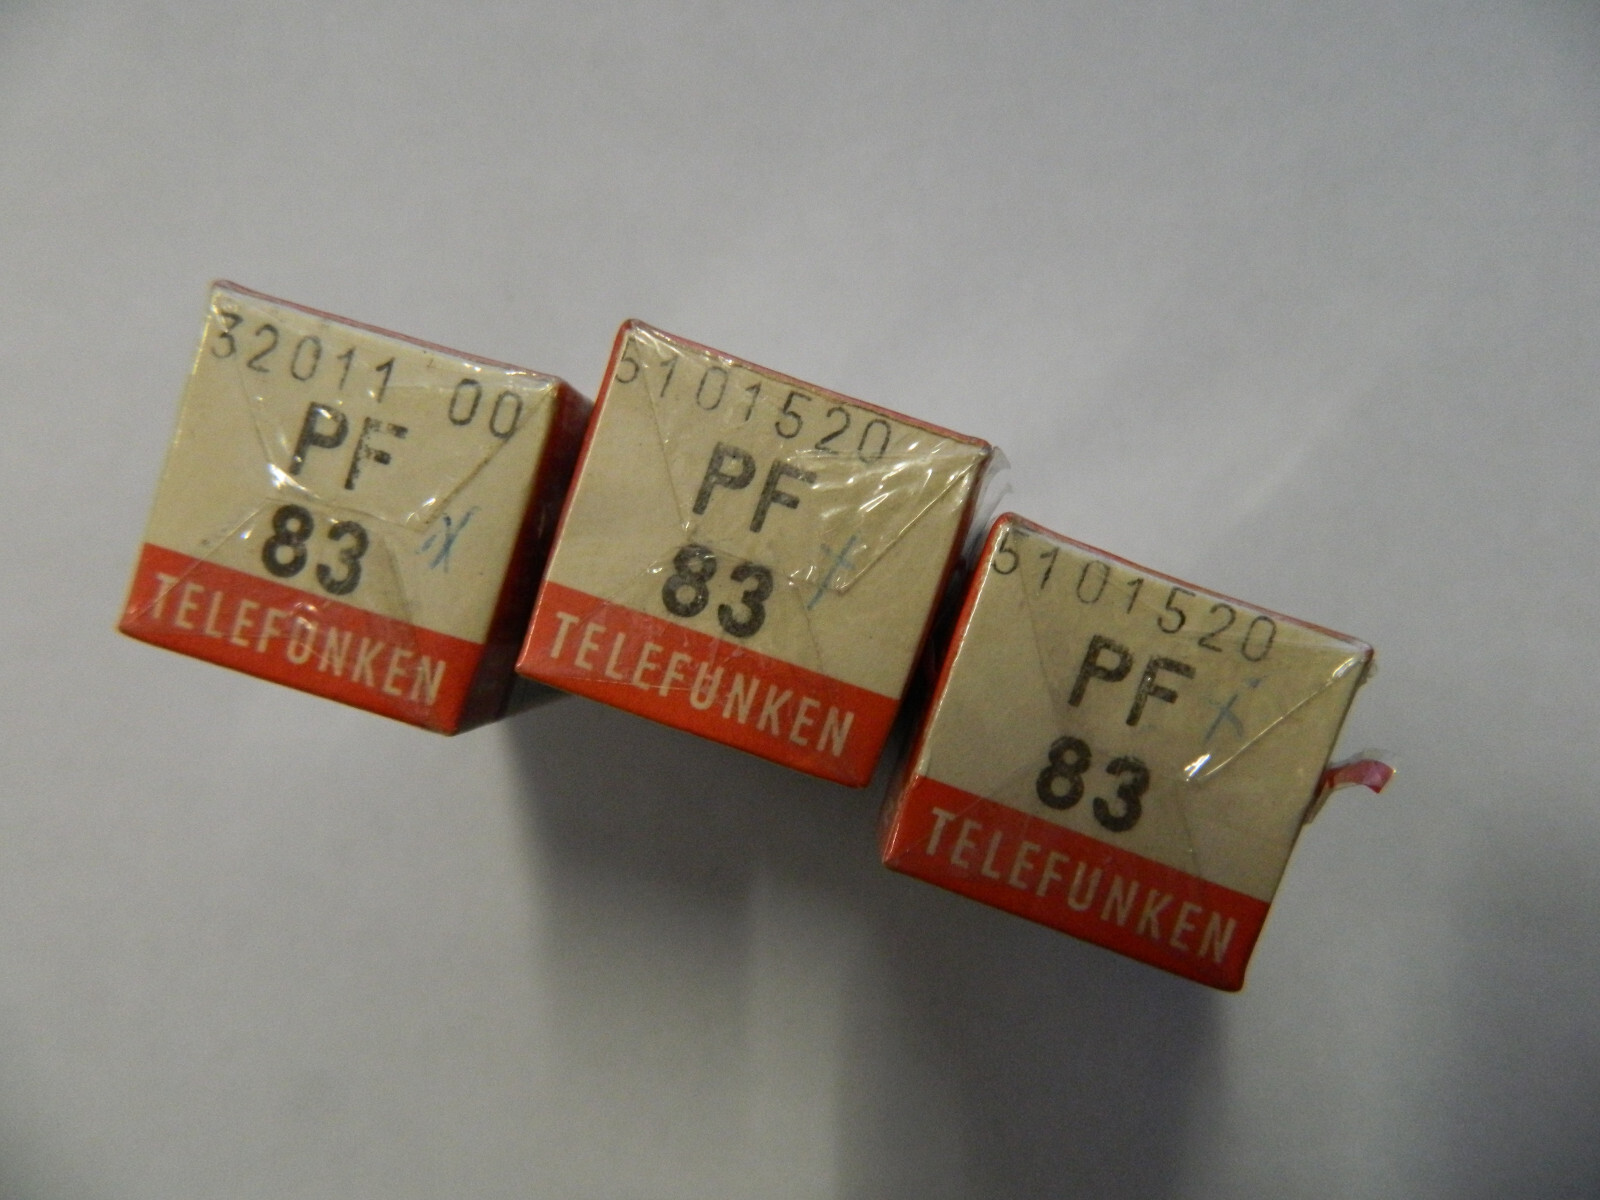 32011 00
PF
83 x
TELEFUNKEN
5101520
PF
83 x
TELEFUNKEN
5101520
PF x
83
TELEFUNKEN